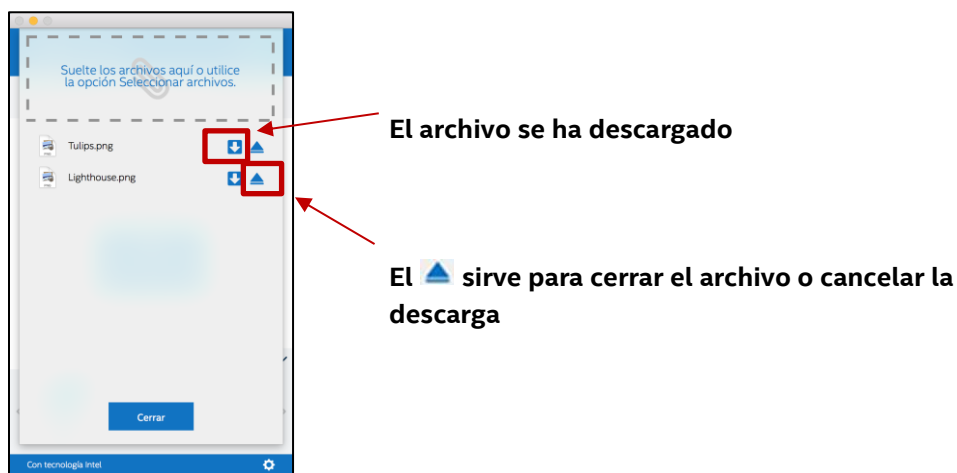 Suelte los archivos aquí o utilice
la opción Seleccionar archivos.
Tulips.png
Lighthouse.png
Cerrar
Con tecnología Intel
El archivo se ha descargado
El sirve para cerrar el archivo o cancelar la
descarga